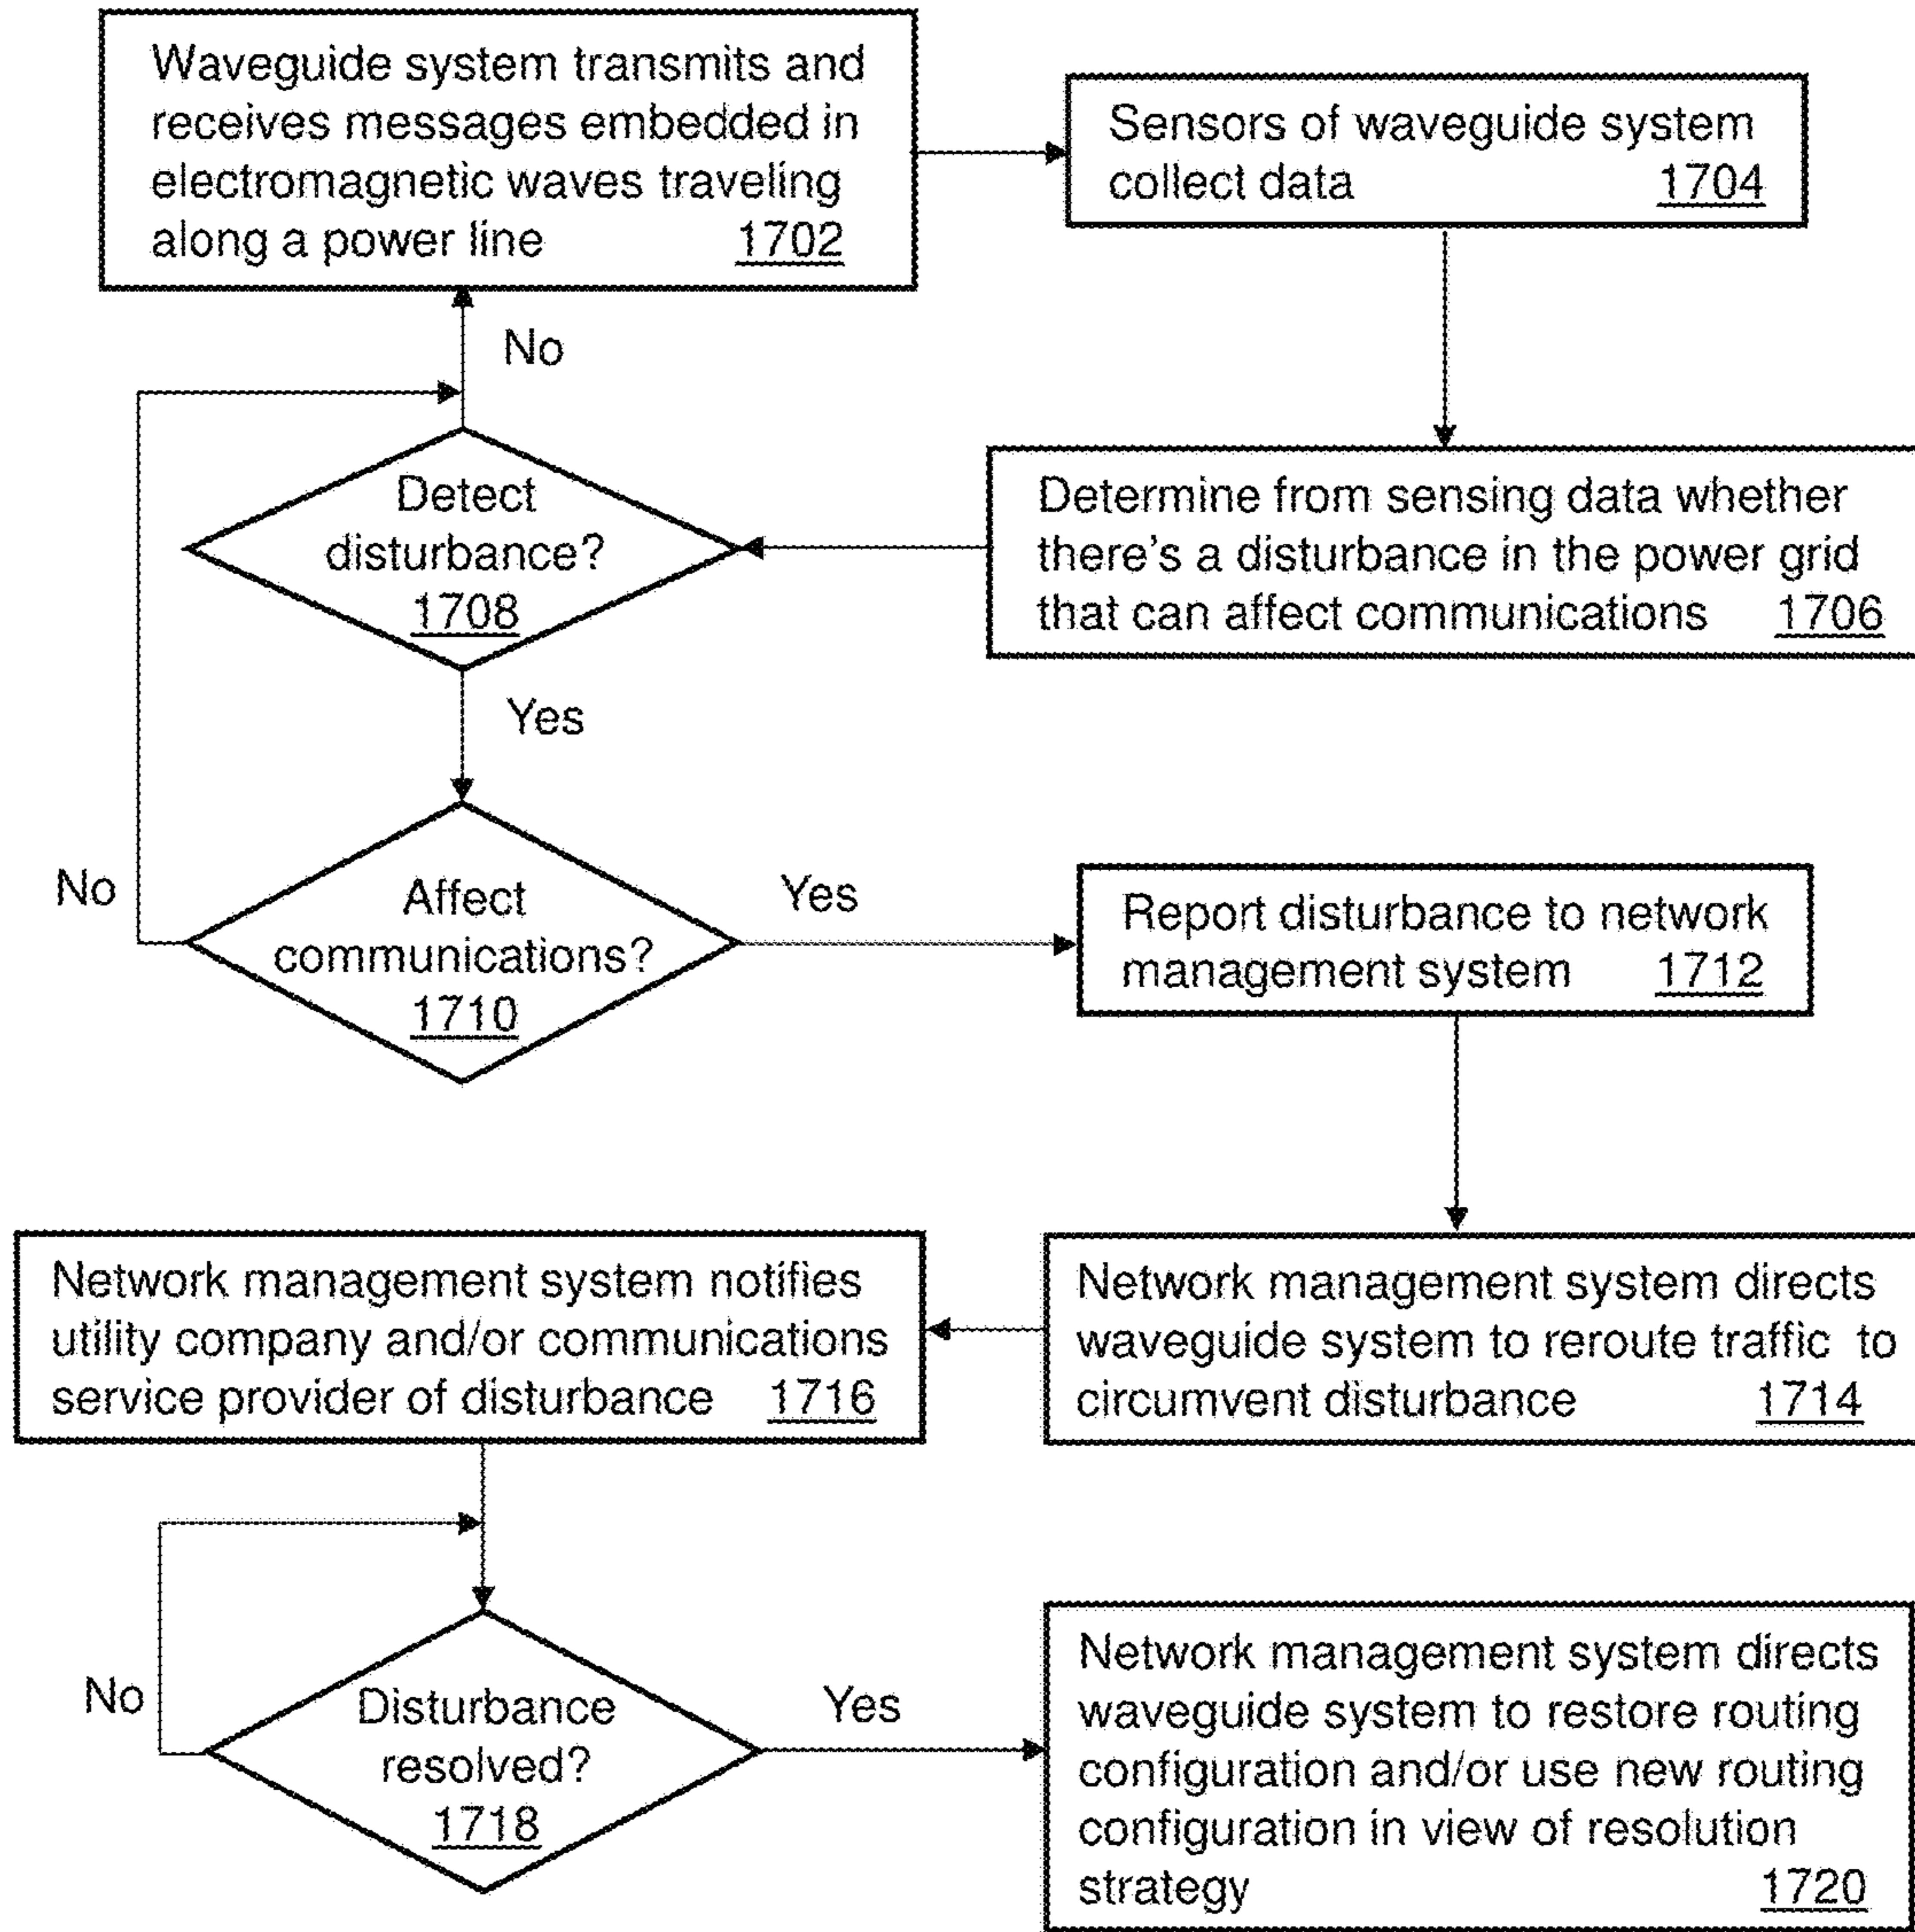 Waveguide system transmits and
receives messages embedded in
electromagnetic waves traveling
along a power line 1702
Sensors of waveguide system
collect data 1704
No
Detect
disturbance?
1708
Determine from sensing data whether
there's a disturbance in the power grid
that can affect communications 1706
Yes
No
Affect
communications?
1710
Yes
Report disturbance to network
management system 1712
Network management system notifies
utility company and/or communications
service provider of disturbance 1716
Network management system directs
waveguide system to reroute traffic to
circumvent disturbance 1714
No
Disturbance
resolved?
1718
Yes
Network management system directs
waveguide system to restore routing
configuration and/or use new routing
configuration in view of resolution
strategy 1720